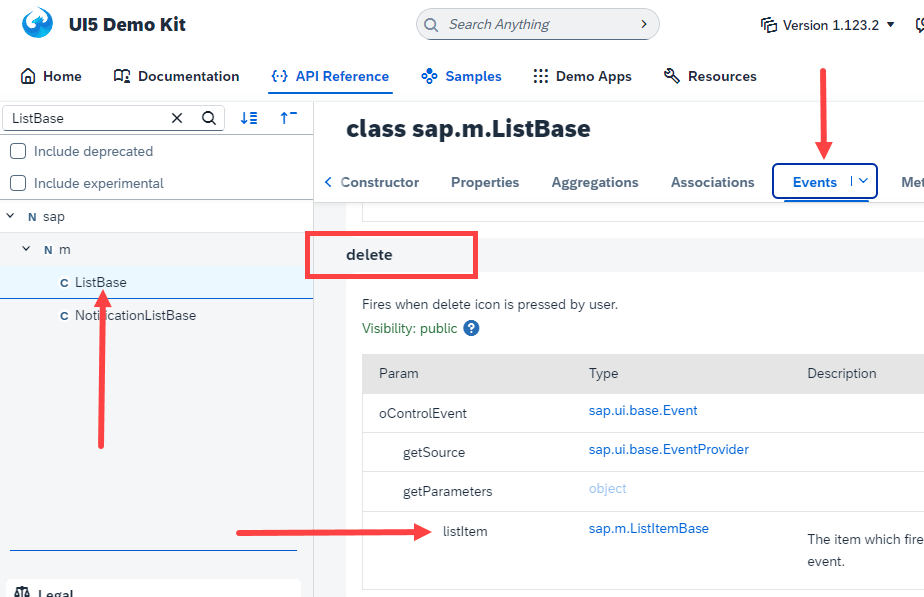 UI5 Demo Kit
Search Anything
Version 1.123.2
Home
Documentation
API Reference
Samples
Demo Apps
Resources
ListBase
Include deprecated
Include experimental
N sap
N m
C ListBase
C NotificationListBase
Legal
class sap.m.ListBase
Constructor
Properties
Aggregations
Associations
Events
Met
delete
Fires when delete icon is pressed by user.
Visibility: public ?
Param Type Description
oControlEvent sap.ui.base.Event
getSource sap.ui.base.EventProvider
getParameters object
listItem sap.m.ListItemBase The item which fire
event.